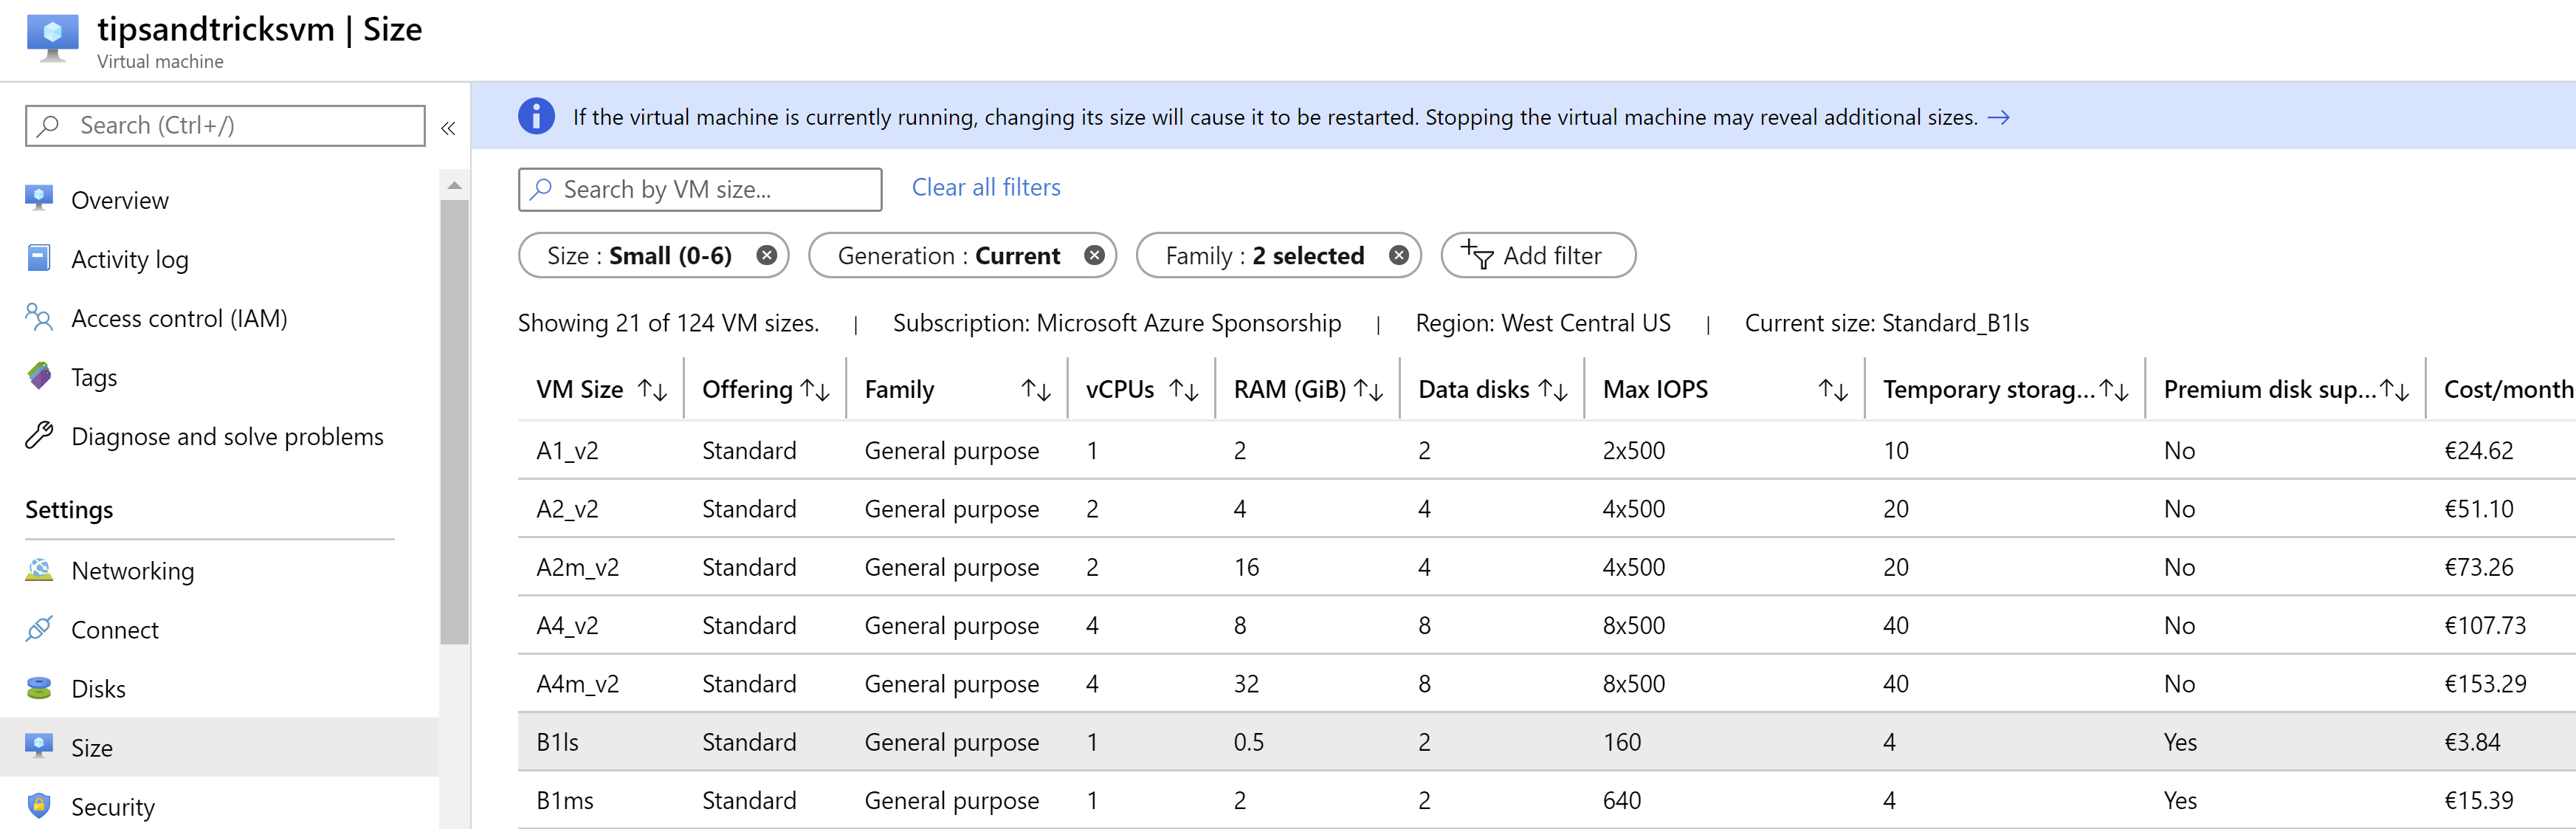 tipsandtricksvm | Size
Virtual machine
Search (Ctrl+/)
«
Overview
Activity log
Access control (IAM)
Tags
Diagnose and solve problems
Settings
Networking
Connect
Disks
Size
Security
If the virtual machine is currently running, changing its size will cause it to be restarted. Stopping the virtual machine may reveal additional sizes. →
Search by VM size... Clear all filters
Size : Small (0-6) Generation : Current Family : 2 selected Add filter
Showing 21 of 124 VM sizes. | Subscription: Microsoft Azure Sponsorship | Region: West Central US | Current size: Standard_B1ls
VM Size ↑↓ Offering ↑↓ Family ↑↓ vCPUs ↑↓ RAM (GiB) ↑↓ Data disks ↑↓ Max IOPS ↑↓ Temporary storag... ↑↓ Premium disk sup... ↑↓ Cost/month
A1_v2 Standard General purpose 1 2 2 2x500 10 No €24.62
A2_v2 Standard General purpose 2 4 4 4x500 20 No €51.10
A2m_v2 Standard General purpose 2 16 4 4x500 20 No €73.26
A4_v2 Standard General purpose 4 8 8 8x500 40 No €107.73
A4m_v2 Standard General purpose 4 32 8 8x500 40 No €153.29
B1ls Standard General purpose 1 0.5 2 160 4 Yes €3.84
B1ms Standard General purpose 1 2 2 640 4 Yes €15.39